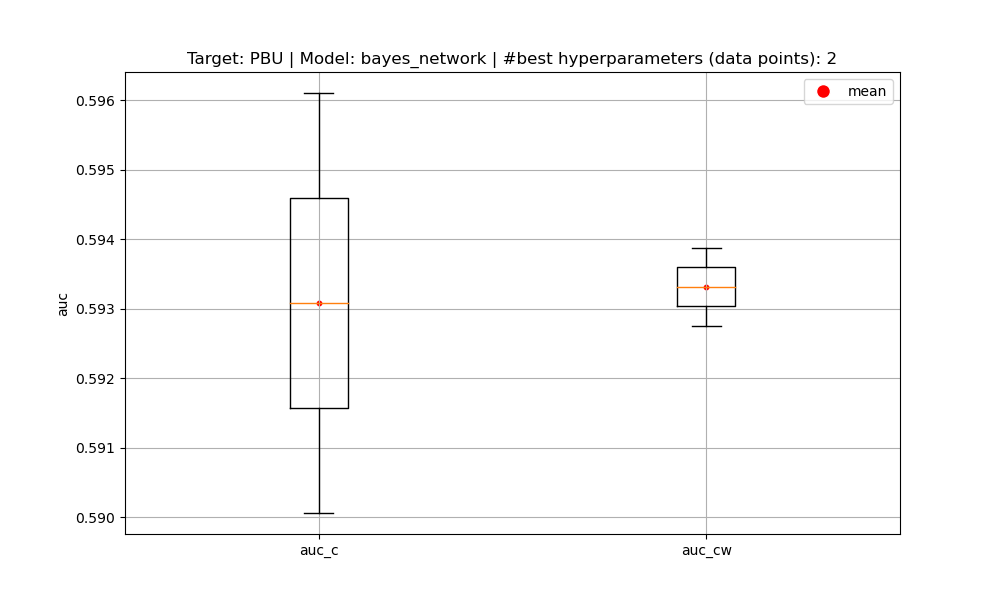 Target: PBU | Model: bayes_network | #best hyperparameters (data points): 2
mean
0.596
0.595
0.594
0.593
0.592
0.591
0.590
auc
auc_c
auc_cw